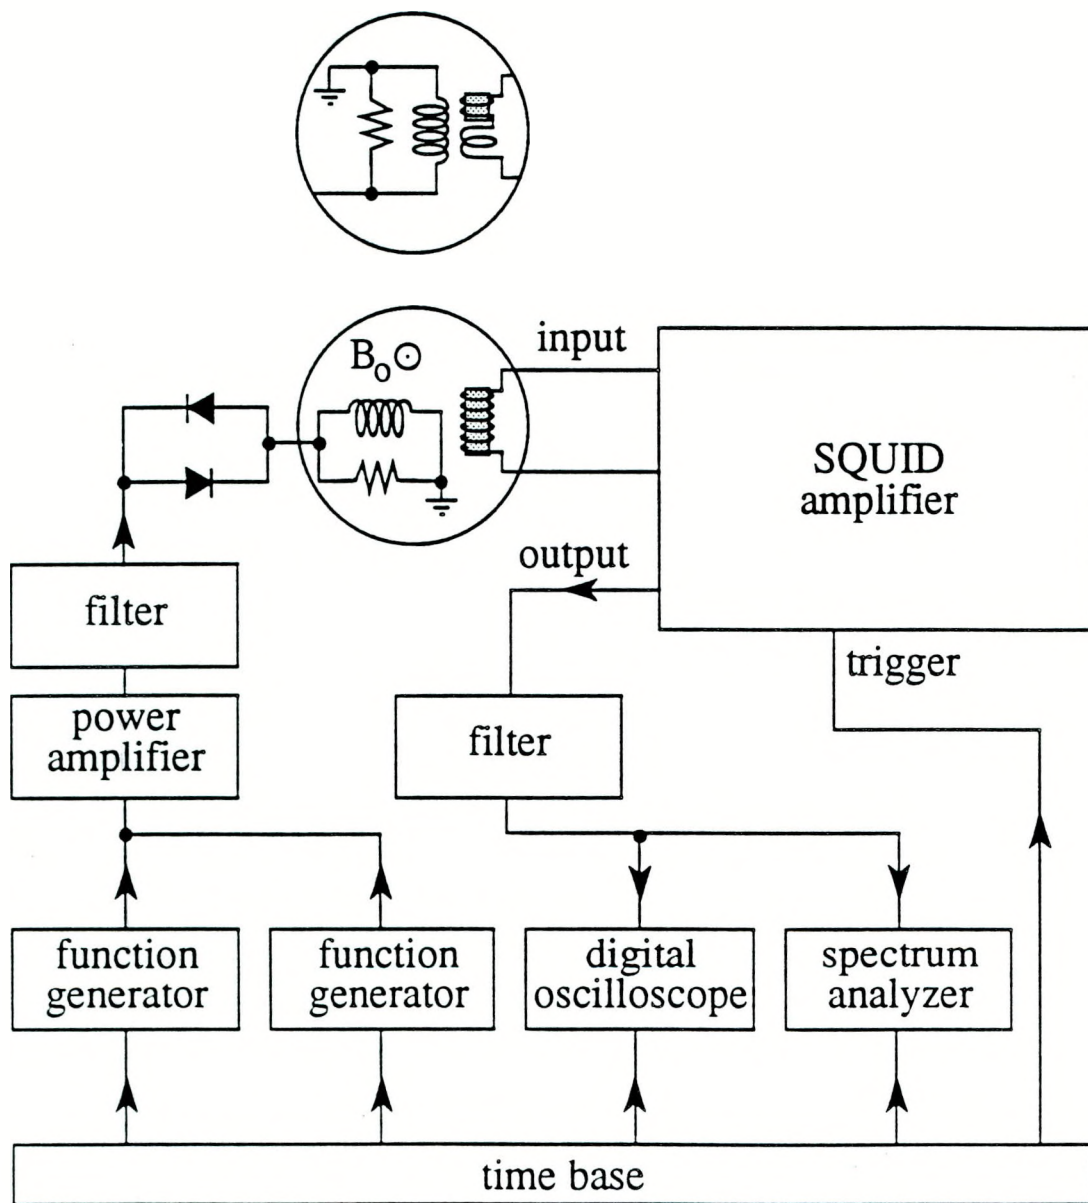 B₀⊙
input
SQUID
amplifier
output
trigger
filter
power
amplifier
filter
function
generator
function
generator
digital
oscilloscope
spectrum
analyzer
time base